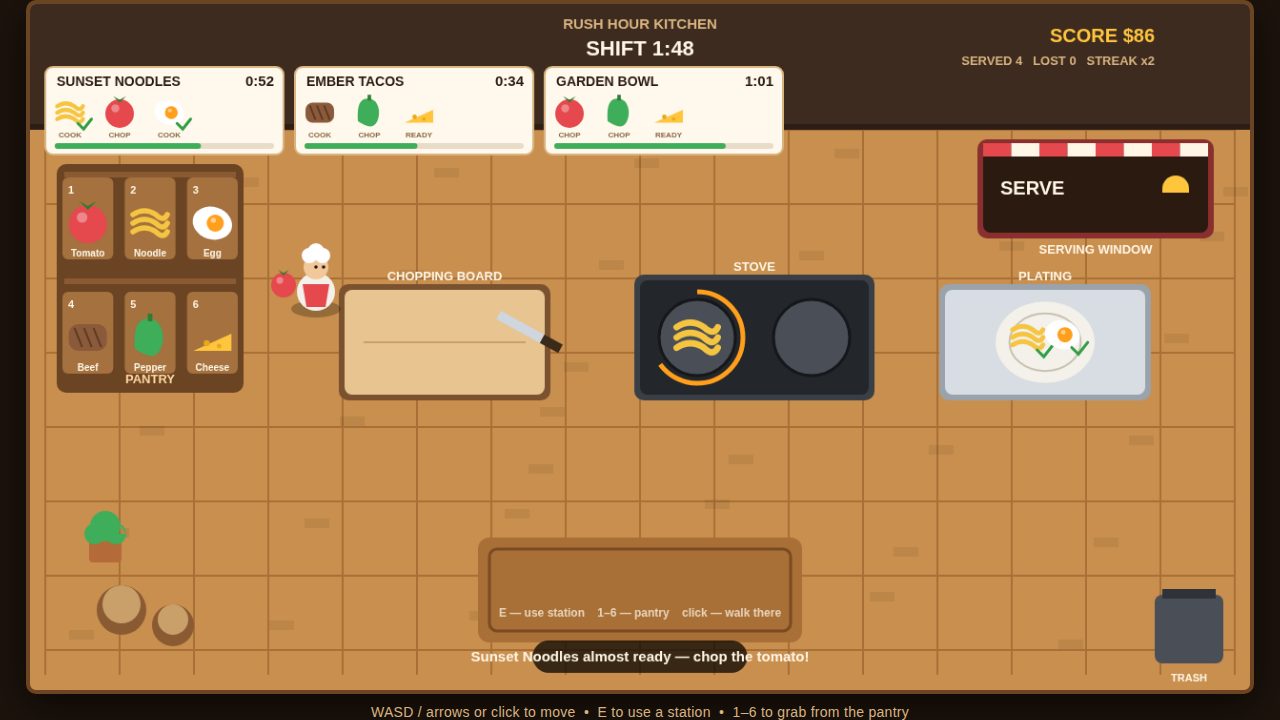 RUSH HOUR KITCHEN
SHIFT 1:48
SCORE $86
SERVED 4 LOST 0 STREAK x2
SUNSET NOODLES 0:52
COOK CHOP COOK
EMBER TACOS 0:34
COOK CHOP READY
GARDEN BOWL 1:01
CHOP CHOP READY
1 2 3
Tomato Noodle Egg
4 5 6
Beef Pepper Cheese
PANTRY
CHOPPING BOARD
STOVE
SERVE
SERVING WINDOW
PLATING
E — use station 1–6 — pantry click — walk there
Sunset Noodles almost ready — chop the tomato!
TRASH
WASD / arrows or click to move • E to use a station • 1–6 to grab from the pantry